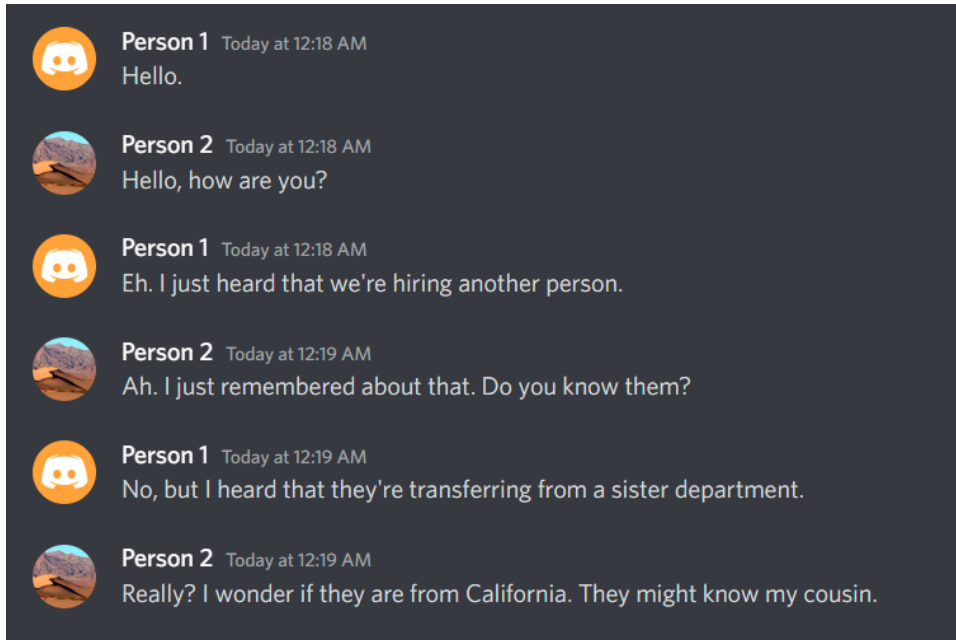 Person 1 Today at 12:18 AM
Hello.
Person 2 Today at 12:18 AM
Hello, how are you?
Person 1 Today at 12:18 AM
Eh. I just heard that we're hiring another person.
Person 2 Today at 12:19 AM
Ah. I just remembered about that. Do you know them?
Person 1 Today at 12:19 AM
No, but I heard that they're transferring from a sister department.
Person 2 Today at 12:19 AM
Really? I wonder if they are from California. They might know my cousin.